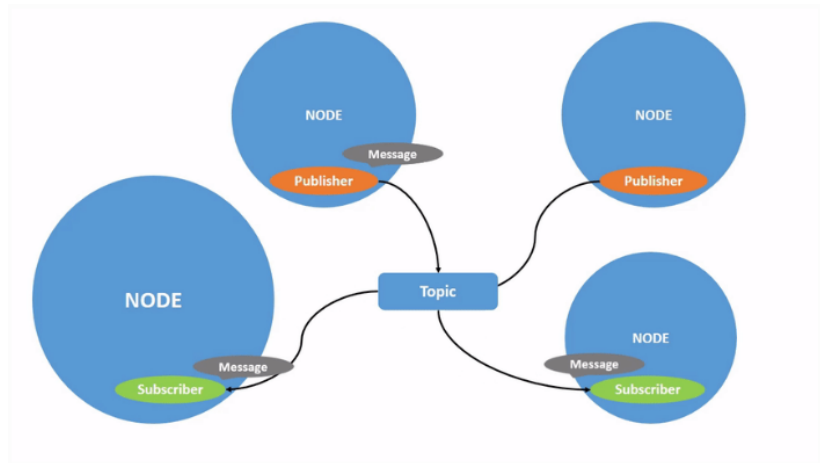 NODE
Message
Publisher
NODE
Publisher
Topic
NODE
Message
Subscriber
NODE
Message
Subscriber